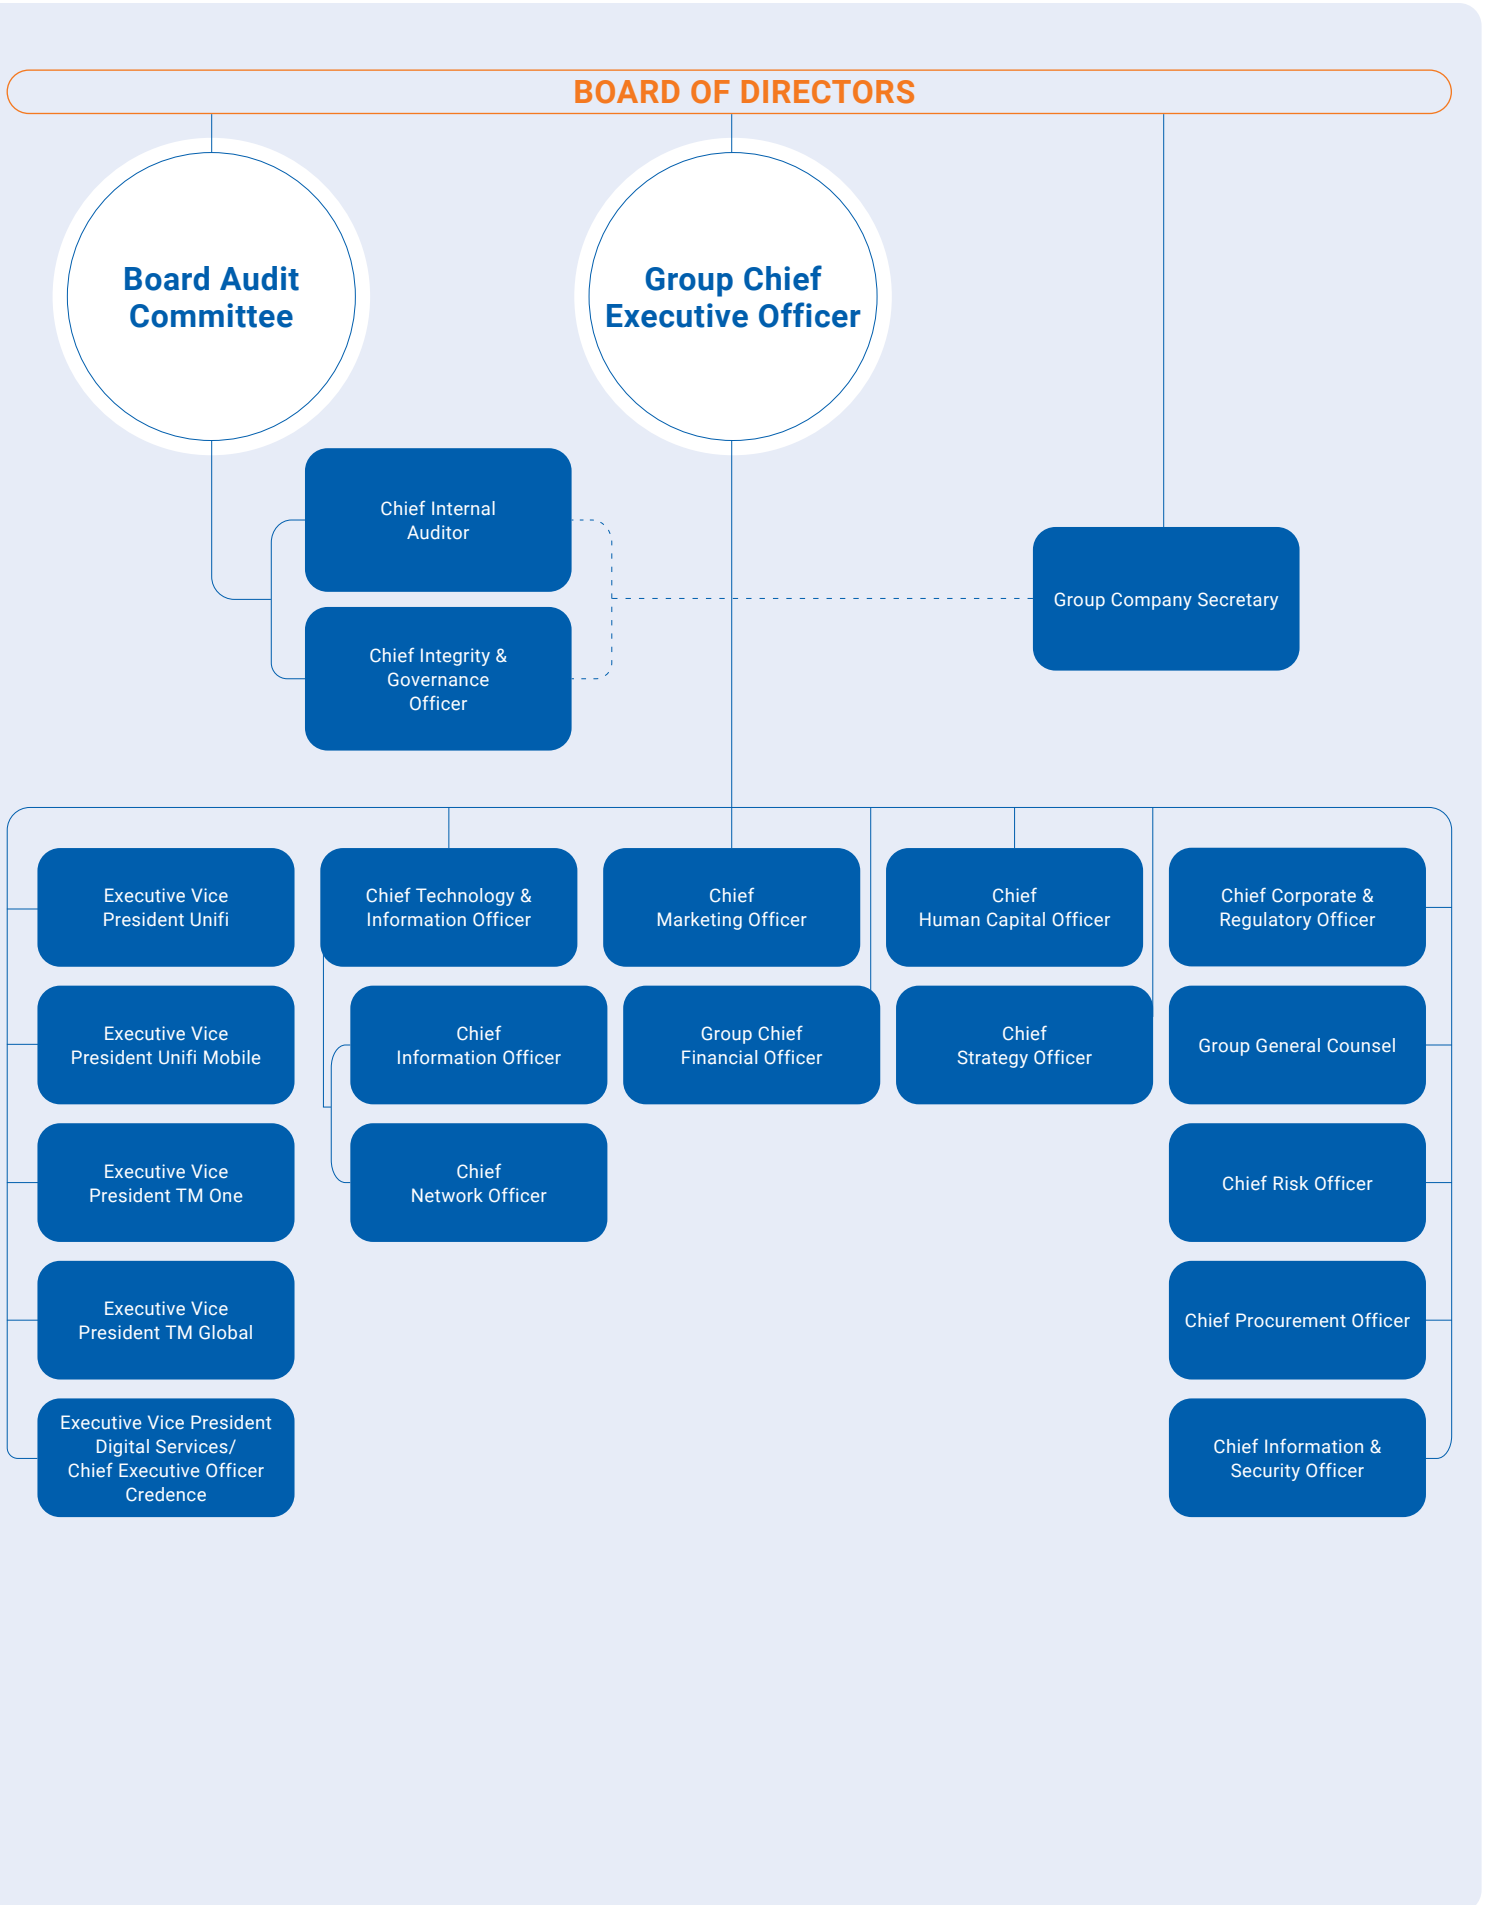 BOARD OF DIRECTORS
Board Audit
Committee
Group Chief
Executive Officer
Chief Internal
Auditor
Chief Integrity &
Governance
Officer
Group Company Secretary
Executive Vice
President Unifi
Executive Vice
President Unifi Mobile
Executive Vice
President TM One
Executive Vice
President TM Global
Executive Vice President
Digital Services/
Chief Executive Officer
Credence
Chief Technology &
Information Officer
Chief
Information Officer
Chief
Network Officer
Chief
Marketing Officer
Group Chief
Financial Officer
Chief
Human Capital Officer
Chief
Strategy Officer
Chief Corporate &
Regulatory Officer
Group General Counsel
Chief Risk Officer
Chief Procurement Officer
Chief Information &
Security Officer